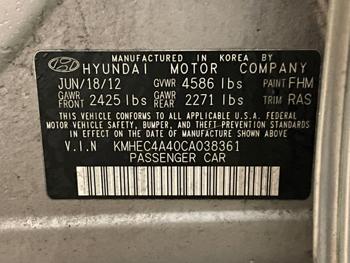 MANUFACTURED IN KOREA BY
HYUNDAI MOTOR COMPANY
JUN/18/12 GVWR 4586 lbs PAINT FHM
GAWR FRONT 2425 lbs GAWR REAR 2271 lbs TRIM RAS
THIS VEHICLE CONFORMS TO ALL APPLICABLE U.S.FEDERAL
MOTOR VEHICLE SAFETY, BUMPER, AND THEFT PREVENTION
STANDARDS IN EFFECT ON THE DATE OF MANUFACTURE SHOWN ABOVE.
V.I.N KMHEC4A40CA038361
PASSENGER CAR